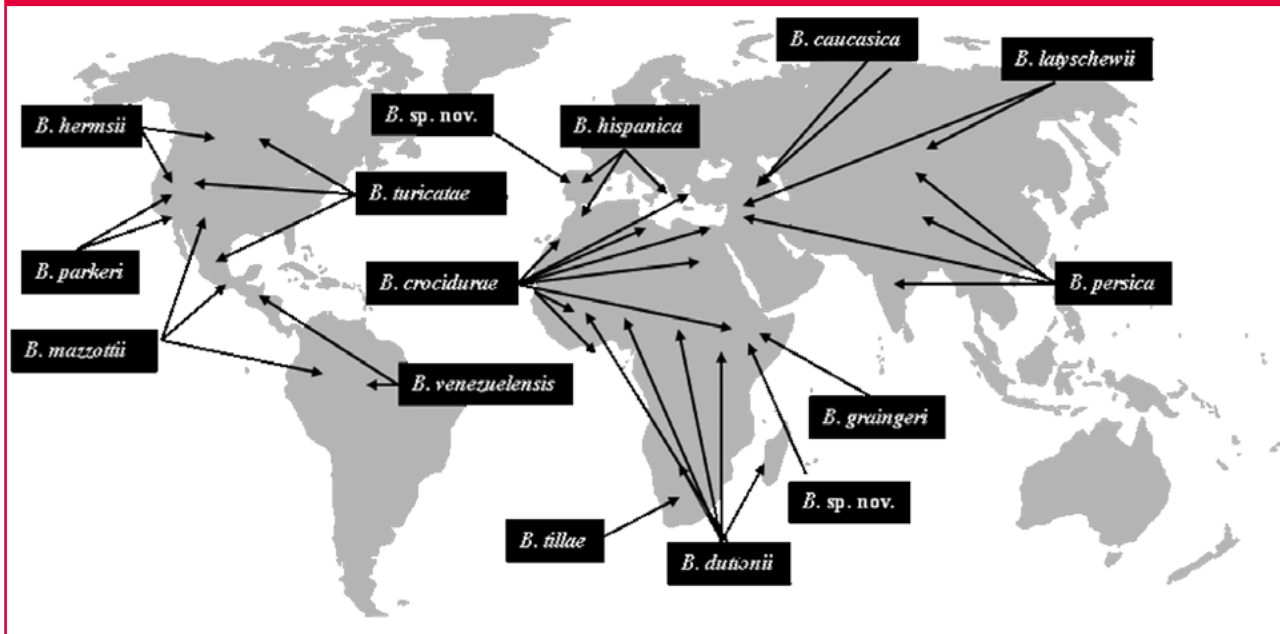 B. caucasica
B. latyschewii
B. sp. nov.
B. hermsii
B. hispanica
B. turicatae
B. parkeri
B. crocidurae
B. persica
B. mazzottii
B. venezuelensis
B. graingeri
B. sp. nov.
B. tillae
B. duttonii